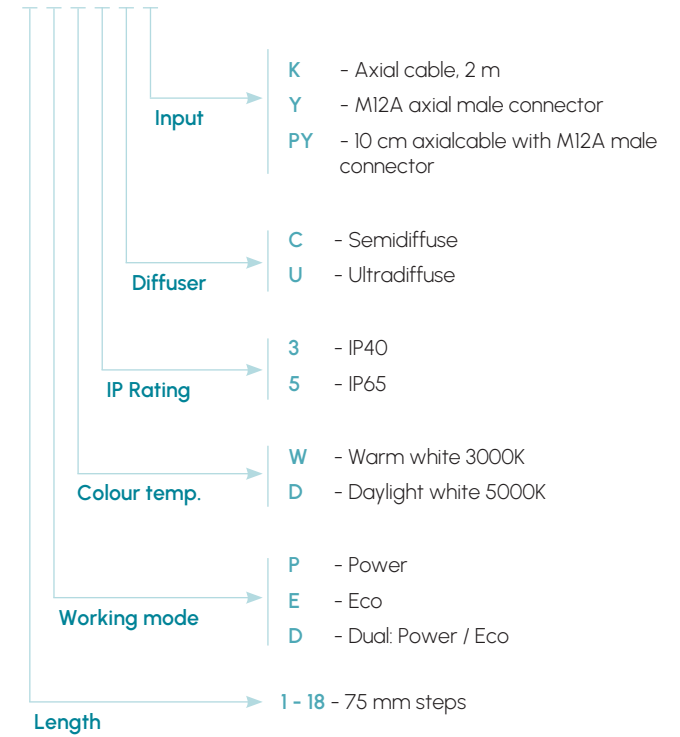 K - Axial cable, 2 m
Y - M12A axial male connector
Input
PY - 10 cm axialcable with M12A male
connector
C - Semidiffuse
U - Ultradiffuse
Diffuser
3 - IP40
5 - IP65
IP Rating
W - Warm white 3000K
D - Daylight white 5000K
Colour temp.
P - Power
E - Eco
Working mode
D - Dual: Power / Eco
1 - 18 - 75 mm steps
Length